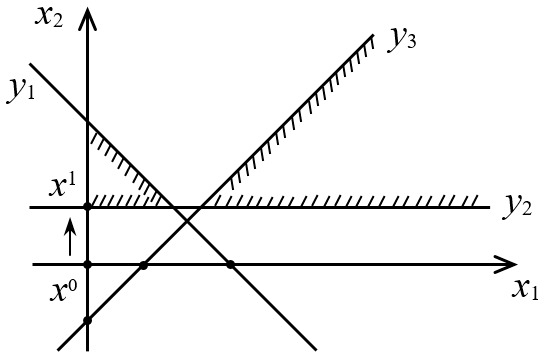 x₂
y₃
y₁
x¹
y₂
x⁰
x₁